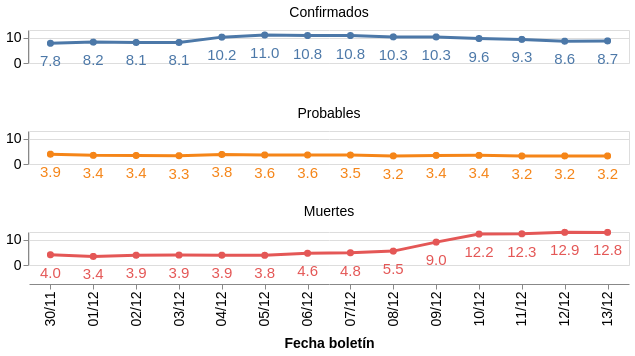 Confirmados
10
0
7.8 8.2 8.1 8.1 10.2 11.0 10.8 10.8 10.3 10.3 9.6 9.3 8.6 8.7
Probables
10
0
3.9 3.4 3.4 3.3 3.8 3.6 3.6 3.5 3.2 3.4 3.4 3.2 3.2 3.2
Muertes
10
0
4.0 3.4 3.9 3.9 3.9 3.8 4.6 4.8 5.5 9.0 12.2 12.3 12.9 12.8
30/11 01/12 02/12 03/12 04/12 05/12 06/12 07/12 08/12 09/12 10/12 11/12 12/12 13/12
Fecha boletín